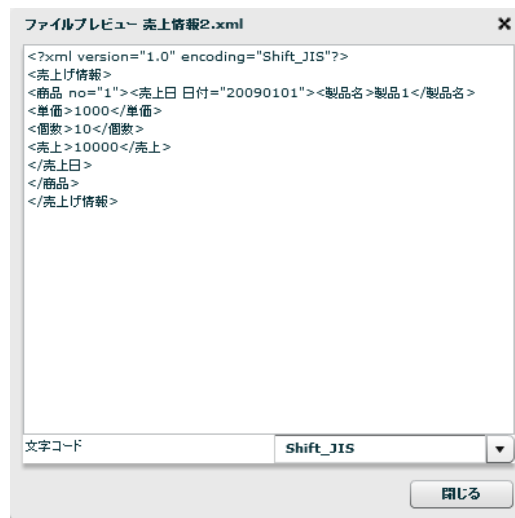 ファイルプレビュー 売上情報2.xml
<?xml version="1.0" encoding="Shift_JIS"?>
<売上げ情報>
<商品 no="1"><売上日 日付="20090101"><製品名>製品1</製品名>
<単価>1000</単価>
<個数>10</個数>
<売上>10000</売上>
</売上日>
</商品>
</売上げ情報>
文字コード
Shift_JIS
閉じる